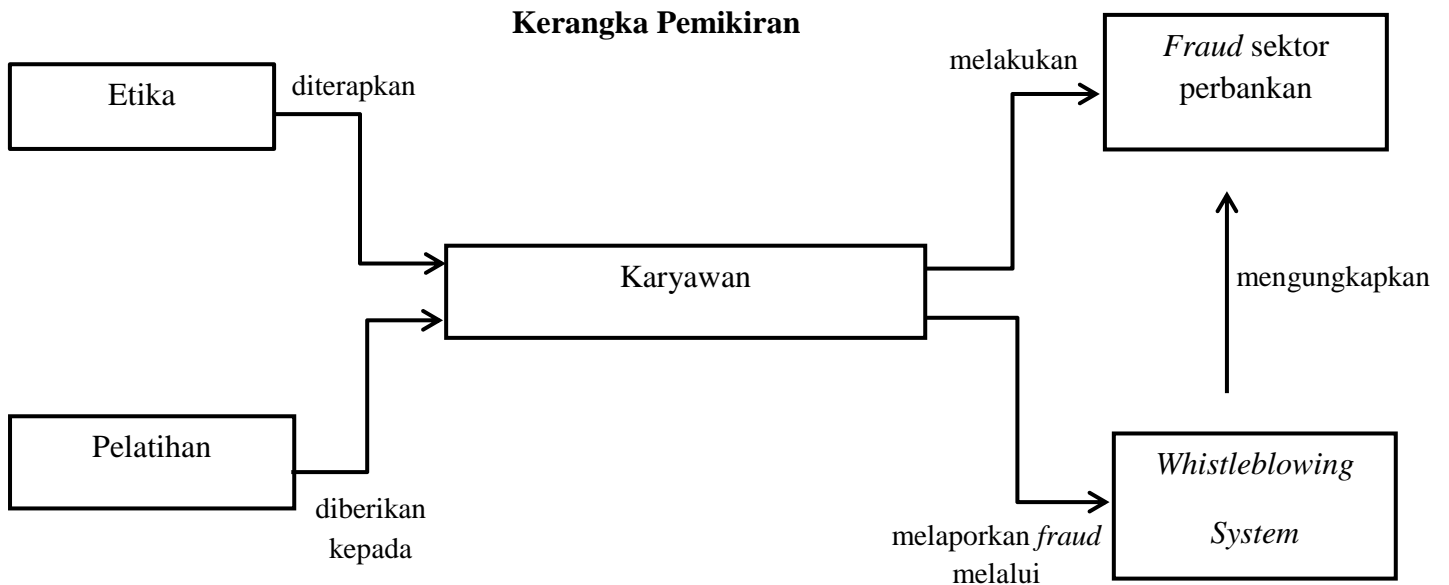 Kerangka Pemikiran
Etika
diterapkan
melakukan
Fraud sektor
perbankan
Karyawan
mengungkapkan
Pelatihan
diberikan
kepada
melaporkan fraud
melalui
Whistleblowing
System